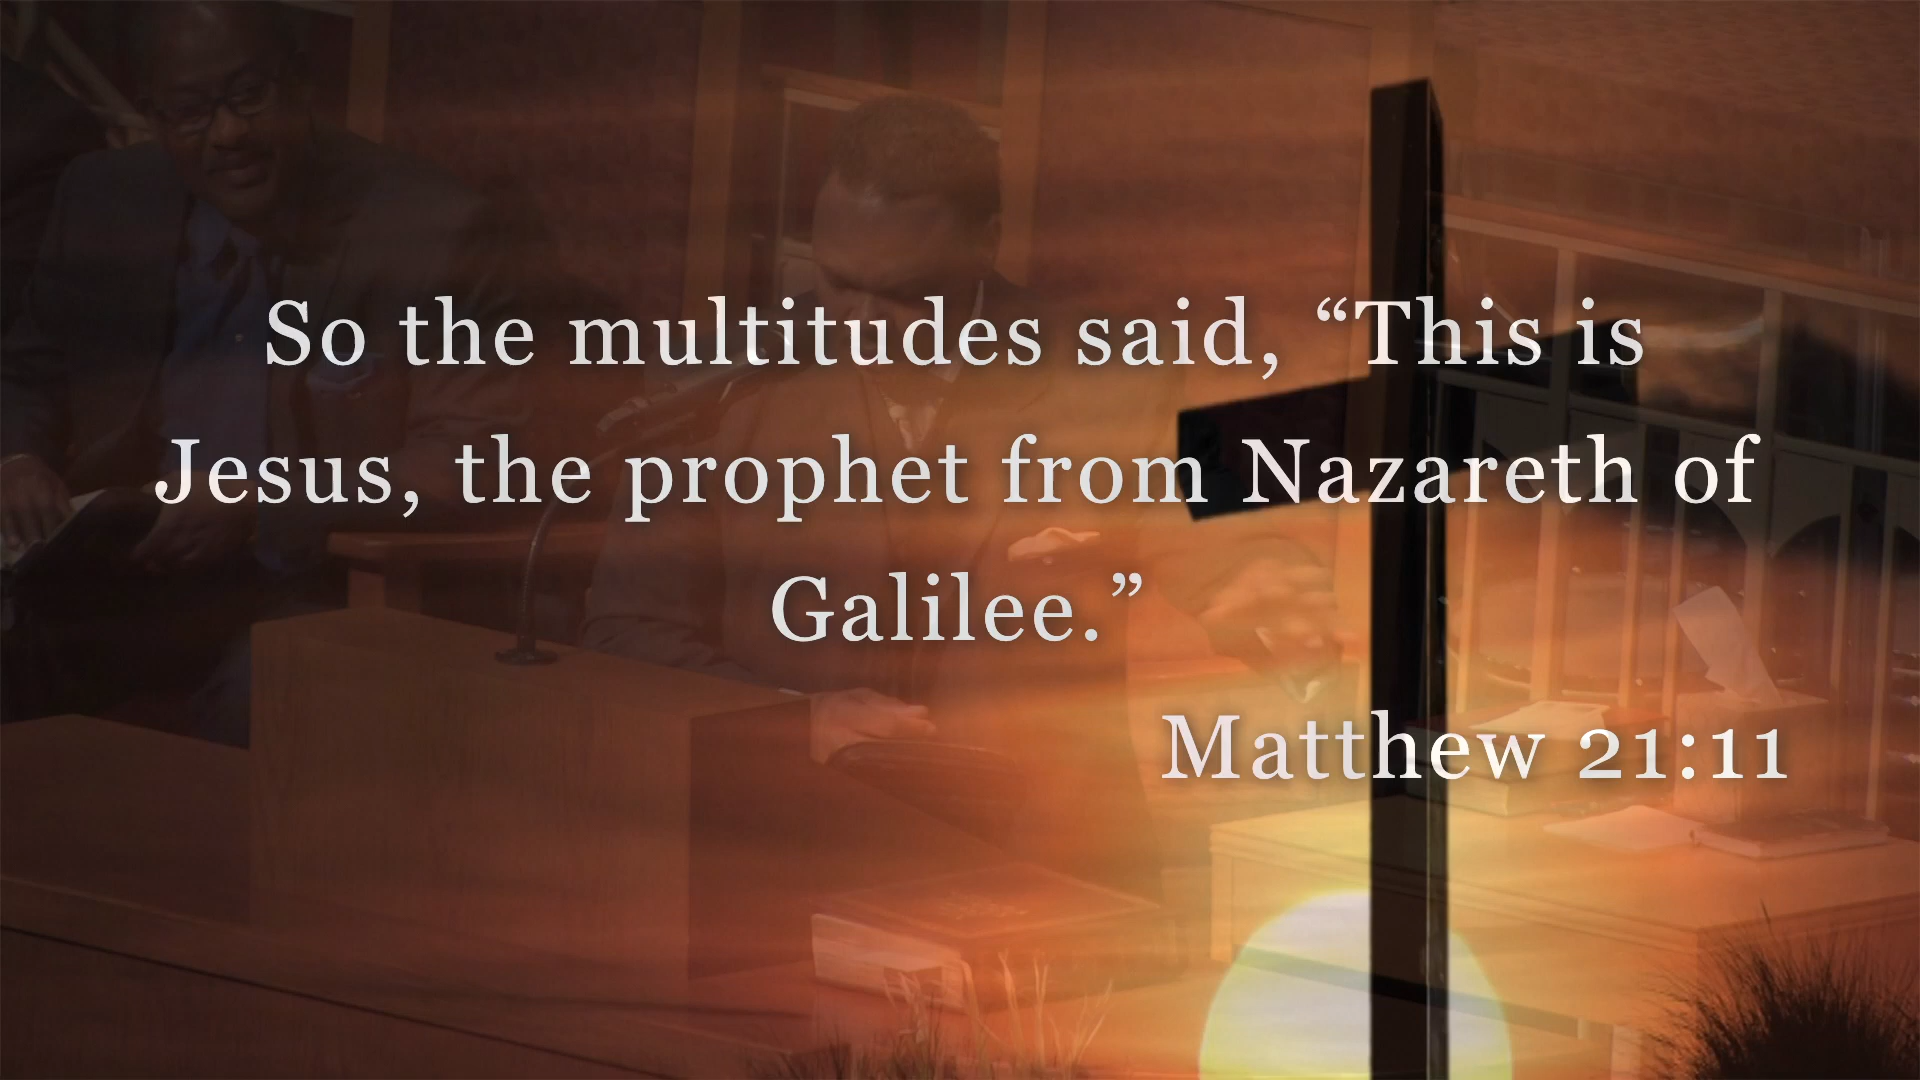 So the multitudes said, “This is
Jesus, the prophet from Nazareth of
Galilee.”
Matthew 21:11